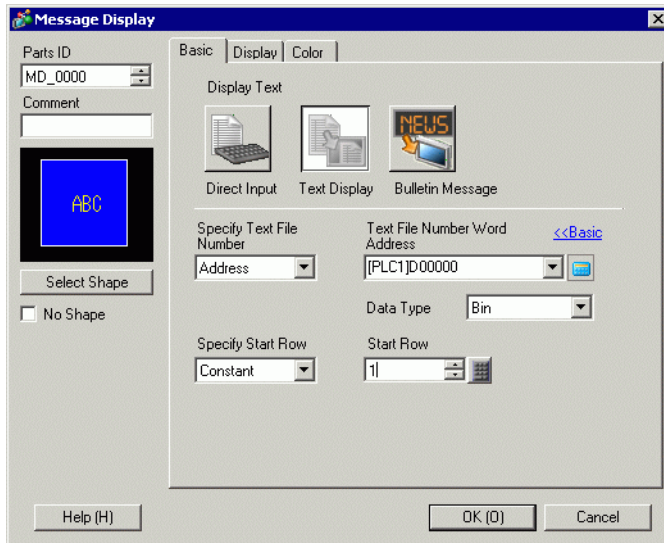 Message Display
Parts ID
MD_0000
Comment
ABC
Select Shape
No Shape
Basic
Display
Color
Display Text
NEWS
Direct Input
Text Display
Bulletin Message
Specify Text File
Number
Text File Number Word
Address
<<Basic
Address
[PLC1]D00000
Data Type
Bin
Specify Start Row
Start Row
Constant
1
Help (H)
OK (O)
Cancel